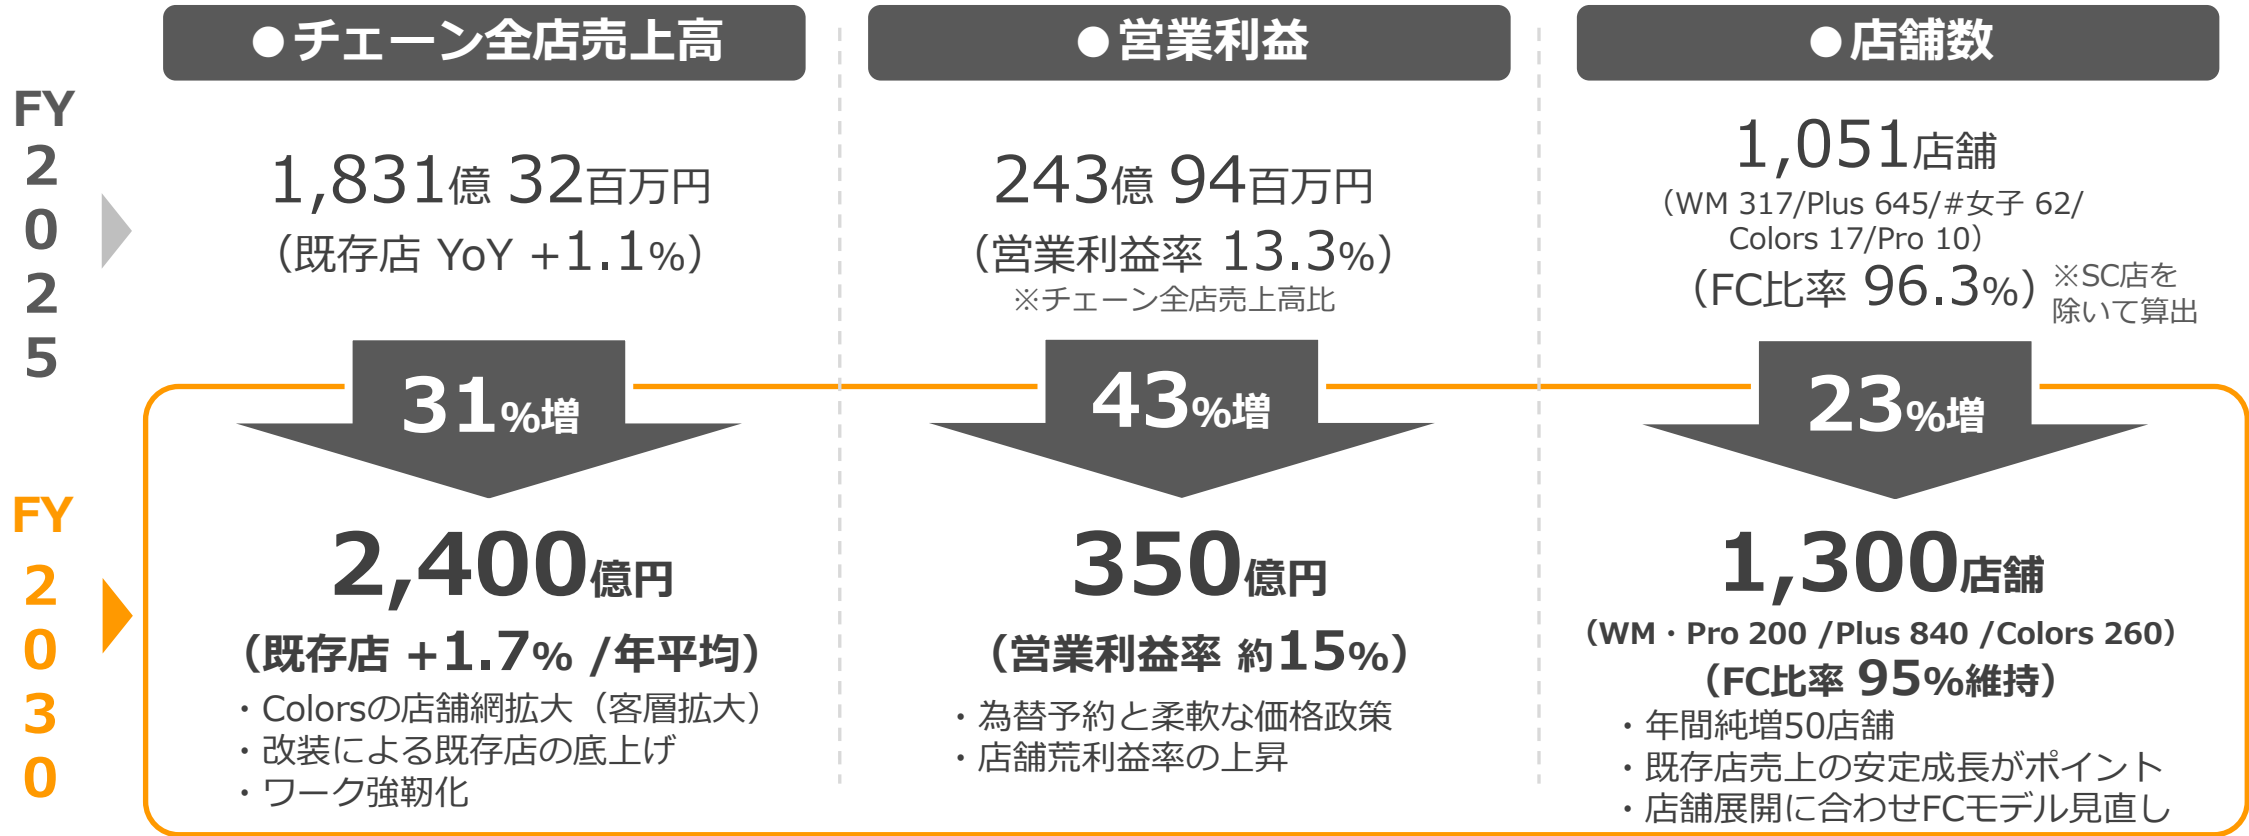 ●チェーン全店売上高
●営業利益
●店舗数
FY
2
0
2
5
1,831億 32百万円
（既存店 YoY +1.1%）
243億 94百万円
（営業利益率 13.3%）
※チェーン全店売上高比
1,051店舗
（WM 317/Plus 645/#女子 62/
Colors 17/Pro 10）
（FC比率 96.3%）
※SC店を
除いて算出
31%増
43%増
23%増
FY
2
0
3
0
2,400億円
（既存店 +1.7% /年平均）
・Colorsの店舗網拡大（客層拡大）
・改装による既存店の底上げ
・ワーク強靭化
350億円
（営業利益率 約15%）
・為替予約と柔軟な価格政策
・店舗荒利益率の上昇
1,300店舗
（WM・Pro 200 /Plus 840 /Colors 260）
（FC比率 95%維持）
・年間純増50店舗
・既存店売上の安定成長がポイント
・店舗展開に合わせFCモデル見直し